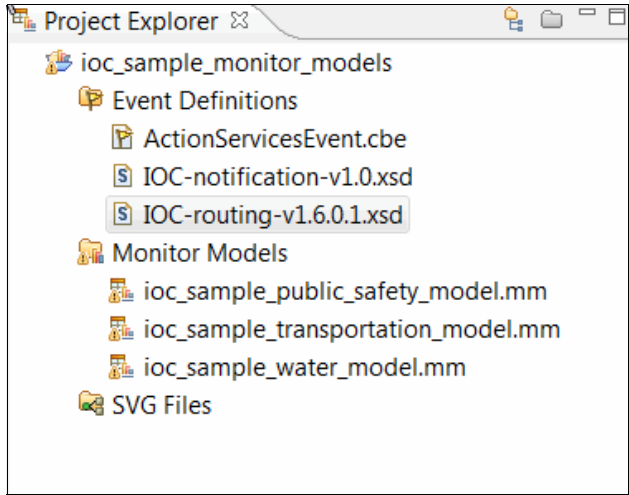 Project Explorer
ioc_sample_monitor_models
Event Definitions
ActionServicesEvent.cbe
IOC-notification-v1.0.xsd
IOC-routing-v1.6.0.1.xsd
Monitor Models
ioc_sample_public_safety_model.mm
ioc_sample_transportation_model.mm
ioc_sample_water_model.mm
SVG Files